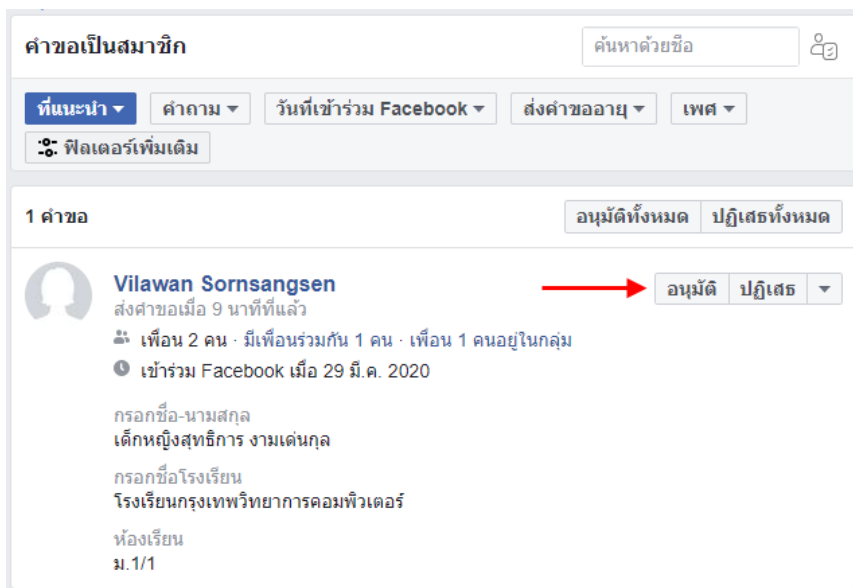 คำขอเป็นสมาชิก
ค้นหาด้วยชื่อ
ที่แนะนำ
คำถาม
วันที่เข้าร่วม Facebook
ส่งคำขออายุ
เพศ
ฟิลเตอร์เพิ่มเติม
1 คำขอ
อนุมัติทั้งหมด ปฏิเสธทั้งหมด
Vilawan Sornsangsen
อนุมัติ ปฏิเสธ
ส่งคำขอเมื่อ 9 นาทีที่แล้ว
เพื่อน 2 คน · มีเพื่อนร่วมกัน 1 คน · เพื่อน 1 คนอยู่ในกลุ่ม
เข้าร่วม Facebook เมื่อ 29 มี.ค. 2020
กรอกชื่อ-นามสกุล
เด็กหญิงสุทธิการ งามเด่นกุล
กรอกชื่อโรงเรียน
โรงเรียนกรุงเทพวิทยาการคอมพิวเตอร์
ห้องเรียน
ม.1/1